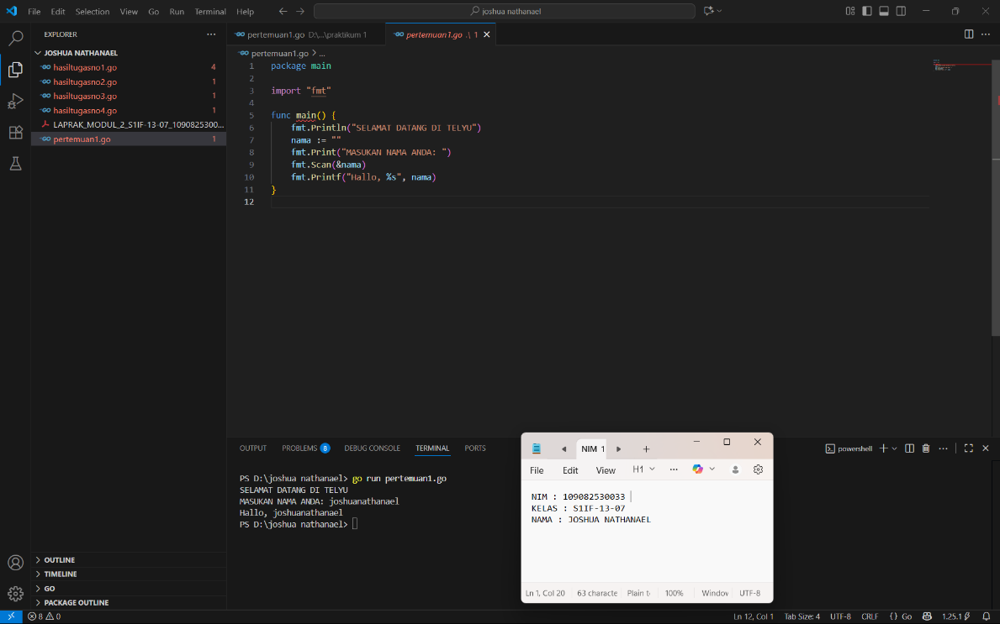 File Edit Selection View Go Run Terminal Help
joshua nathanael
EXPLORER
JOSHUA NATHANAEL
hasiltugasno1.go 4
hasiltugasno2.go 1
hasiltugasno3.go 1
hasiltugasno4.go 1
LAPRAK_MODUL_2_S1IF-13-07_1090825300...
pertemuan1.go 1
OUTLINE
TIMELINE
GO
PACKAGE OUTLINE
pertemuan1.go D:\...\praktikum 1
pertemuan1.go .\ 1
pertemuan1.go > ...
1 package main
2
3 import "fmt"
4
5 func main() {
6 fmt.Println("SELAMAT DATANG DI TELYU")
7 nama := ""
8 fmt.Print("MASUKAN NAMA ANDA: ")
9 fmt.Scan(&nama)
10 fmt.Printf("Hallo, %s", nama)
11 }
12
OUTPUT PROBLEMS 8 DEBUG CONSOLE TERMINAL PORTS
powershell
PS D:\joshua nathanael> go run pertemuan1.go
SELAMAT DATANG DI TELYU
MASUKAN NAMA ANDA: joshuanathanael
Hallo, joshuanathanael
PS D:\joshua nathanael>
NIM 1
File Edit View H1
NIM : 109082530033
KELAS : S1IF-13-07
NAMA : JOSHUA NATHANAEL
Ln 1, Col 20 63 characte Plain t 100% Window UTF-8
8 0
Ln 12, Col 1 Tab Size: 4 UTF-8 CRLF {} Go 1.25.1